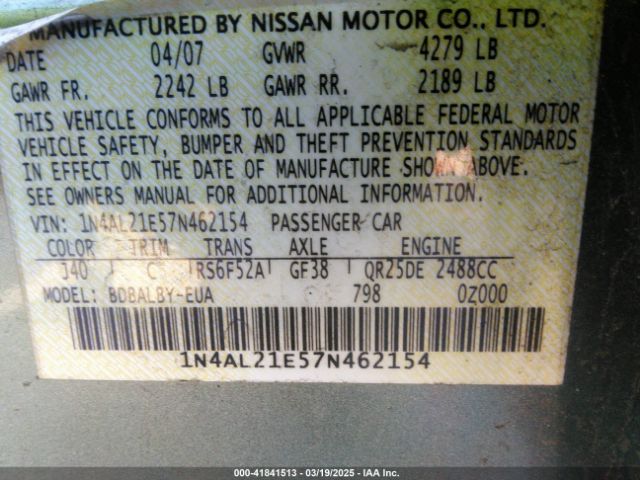 MANUFACTURED BY NISSAN MOTOR CO., LTD.
DATE 04/07 GVWR 4279 LB
GAWR FR. 2242 LB GAWR RR. 2189 LB
THIS VEHICLE CONFORMS TO ALL APPLICABLE FEDERAL MOTOR
VEHICLE SAFETY, BUMPER AND THEFT PREVENTION STANDARDS
IN EFFECT ON THE DATE OF MANUFACTURE SHOWN ABOVE.
SEE OWNERS MANUAL FOR ADDITIONAL INFORMATION.
VIN: 1N4AL21E57N462154 PASSENGER CAR
COLOR TRIM TRANS AXLE ENGINE
J40 C RS6F52A GF38 QR25DE 2488CC
MODEL: BDBALBY-EUA 798 0Z000
1N4AL21E57N462154
000-41841513 - 03/19/2025 - IAA Inc.